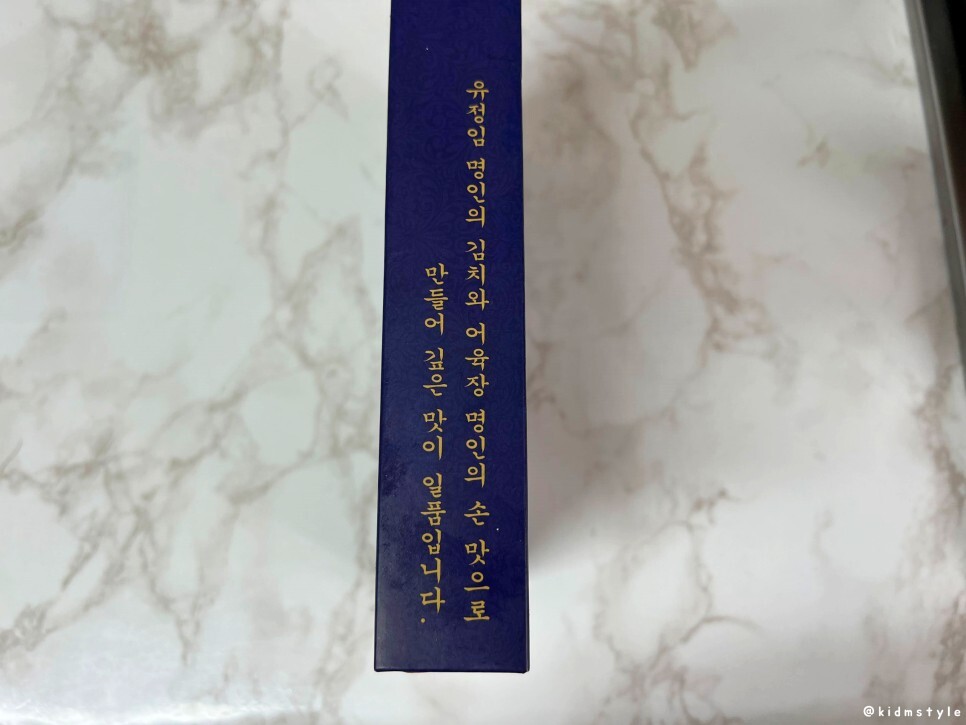 유정임 명인의 김치와 어육장 명인의 손 맛으로
만들어 깊은 맛이 일품입니다.
@kidmstyle